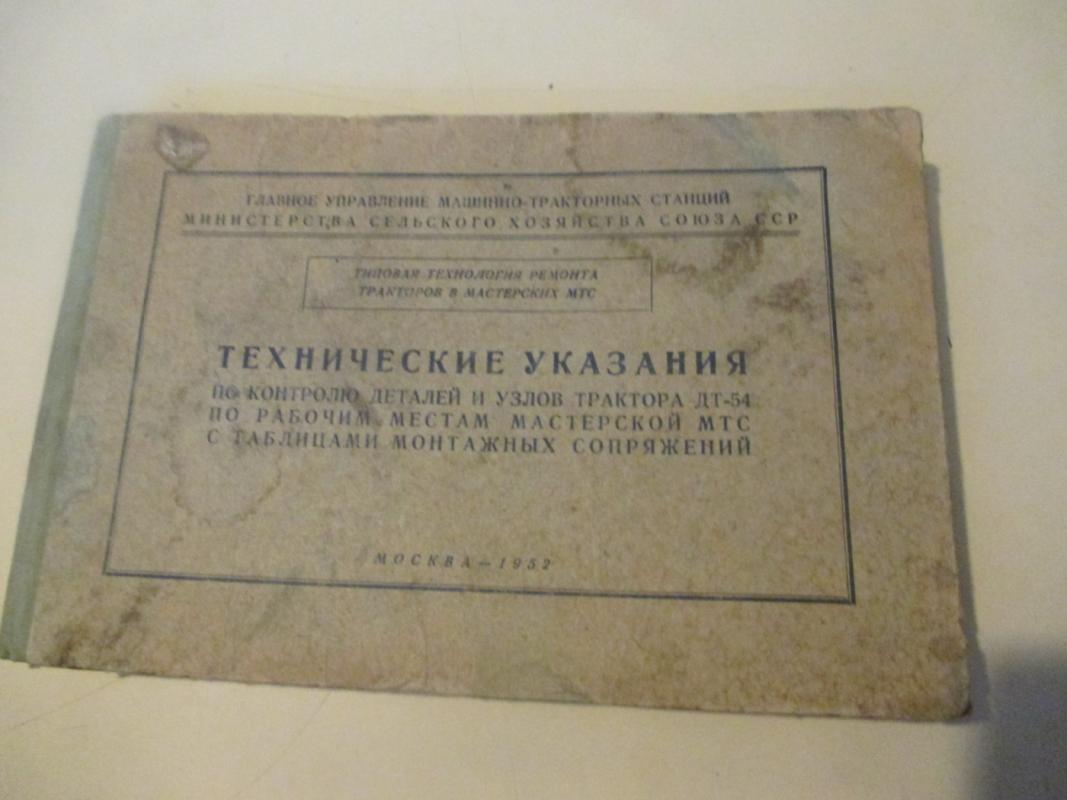 ГЛАВНОЕ УПРАВЛЕНИЕ МАШИННО-ТРАКТОРНЫХ СТАНЦИЙ
МИНИСТЕРСТВА СЕЛЬСКОГО ХОЗЯЙСТВА СОЮЗА ССР
ТИПОВАЯ ТЕХНОЛОГИЯ РЕМОНТА
ТРАКТОРОВ В МАСТЕРСКИХ МТС
ТЕХНИЧЕСКИЕ УКАЗАНИЯ
ПО КОНТРОЛЮ ДЕТАЛЕЙ И УЗЛОВ ТРАКТОРА ДТ-54
ПО РАБОЧИМ МЕСТАМ МАСТЕРСКОЙ МТС
С ТАБЛИЦАМИ МОНТАЖНЫХ СОПРЯЖЕНИЙ
МОСКВА — 1952